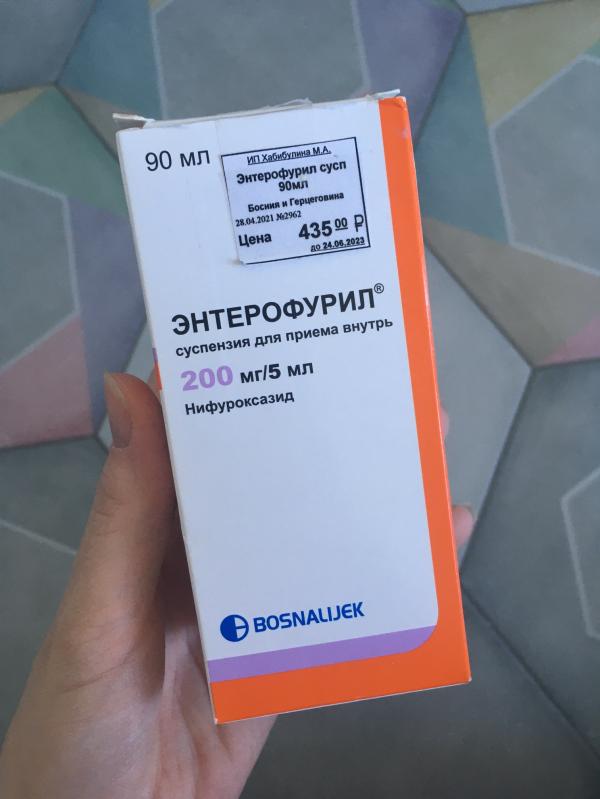 90 мл
ИП Хабибулина М.А.
Энтерофурил сусп
90мл
Босния и Герцеговина
28.04.2021 №2962
Цена 435 00 ₽
до 24.06.2023
ЭНТЕРОФУРИЛ®
суспензия для приема внутрь
200 мг/5 мл
Нифуроксазид
BOSNALIJEK